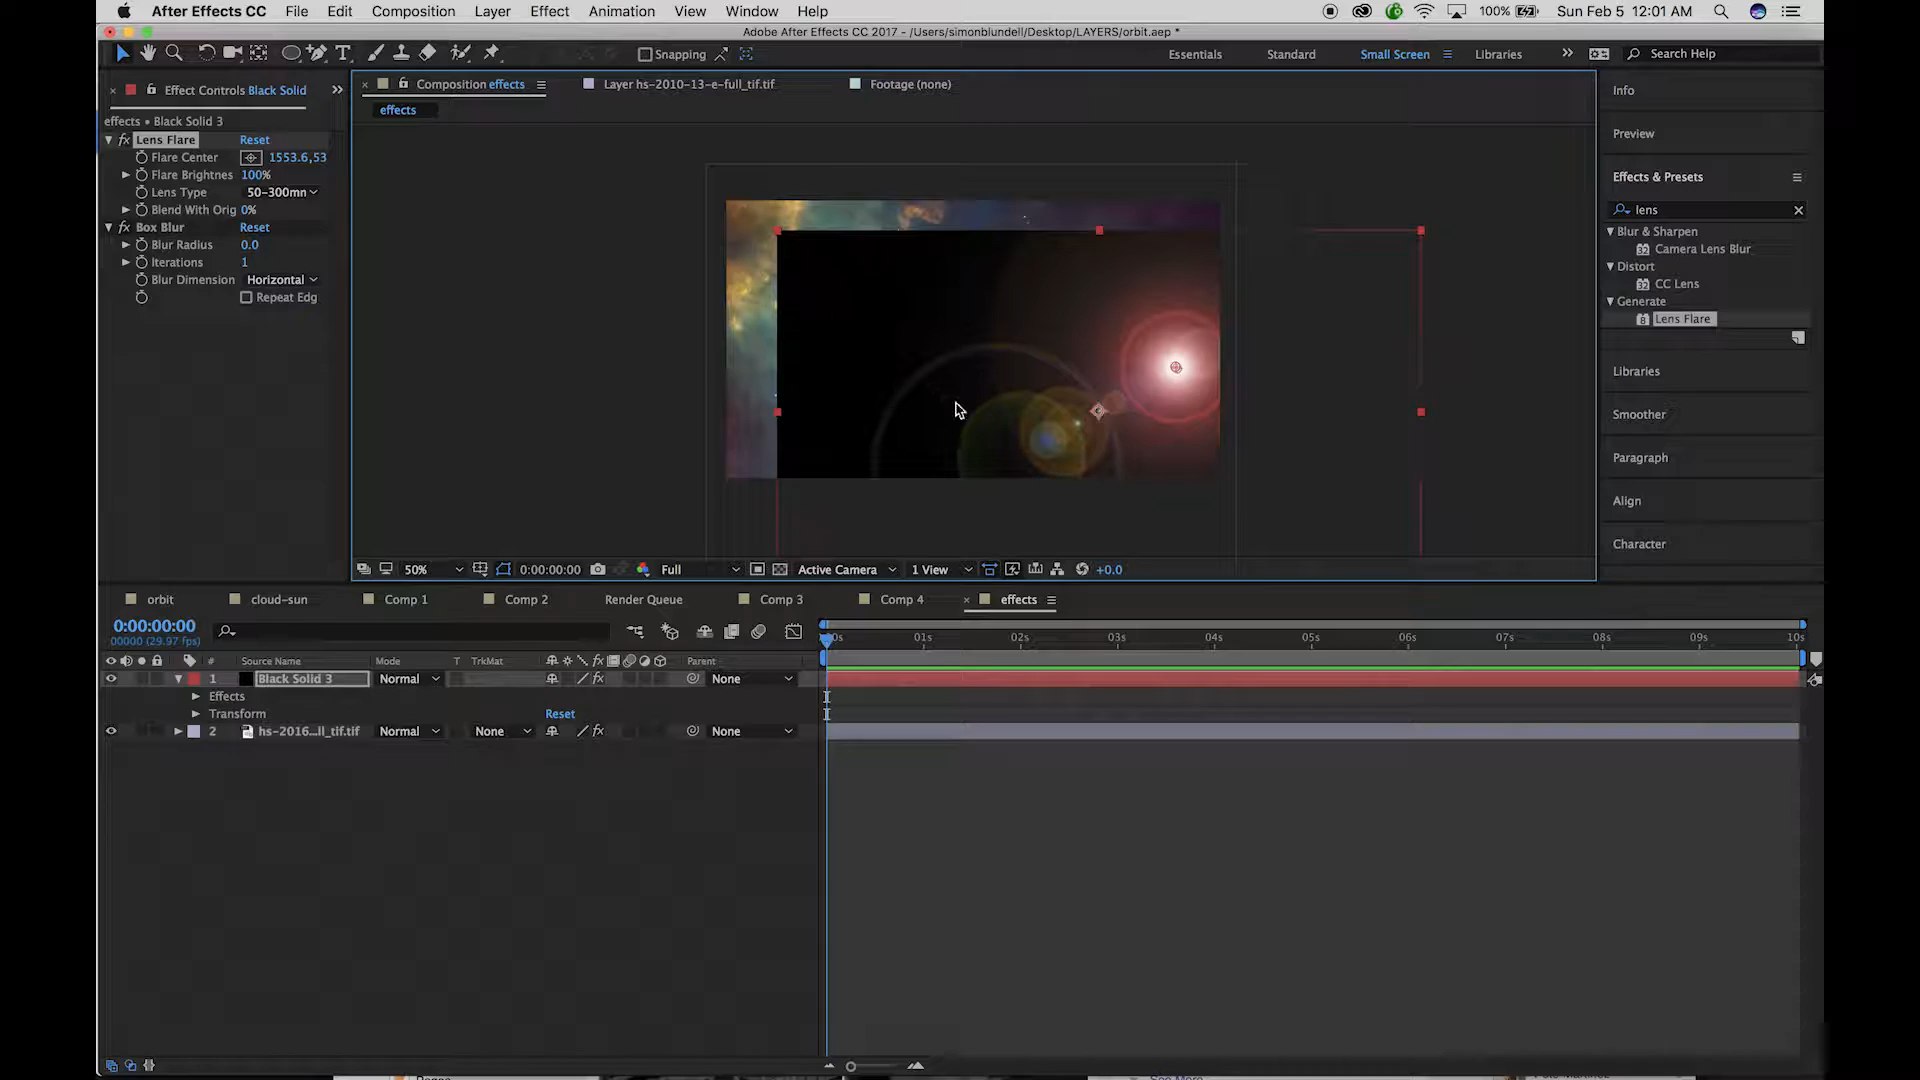 After Effects CC File Edit Composition Layer Effect Animation View Window Help 100% Sun Feb 5 12:01 AM
Adobe After Effects CC 2017 - /Users/simonblundell/Desktop/LAYERS/orbit.aep *
Snapping Essentials Standard Small Screen Libraries Search Help
Effect Controls Black Solid
effects • Black Solid 3
Lens Flare Reset
Flare Center 1553.6,53
Flare Brightnes 100%
Lens Type 50-300mn
Blend With Orig 0%
Box Blur Reset
Blur Radius 0.0
Iterations 1
Blur Dimension Horizontal
Repeat Edg
Composition effects Layer hs-2010-13-e-full_tif.tif Footage (none)
effects
50% 0:00:00:00 Full Active Camera 1 View +0.0
Info
Preview
Effects & Presets
lens
Blur & Sharpen
32 Camera Lens Blur
Distort
32 CC Lens
Generate
8 Lens Flare
Libraries
Smoother
Paragraph
Align
Character
orbit cloud-sun Comp 1 Comp 2 Render Queue Comp 3 Comp 4 effects
0:00:00:00
00000 (29.97 fps)
00s 01s 02s 03s 04s 05s 06s 07s 08s 09s 10s
# Source Name Mode T TrkMat Parent
1 Black Solid 3 Normal None
Effects
Transform Reset
2 hs-2016...ll_tif.tif Normal None None